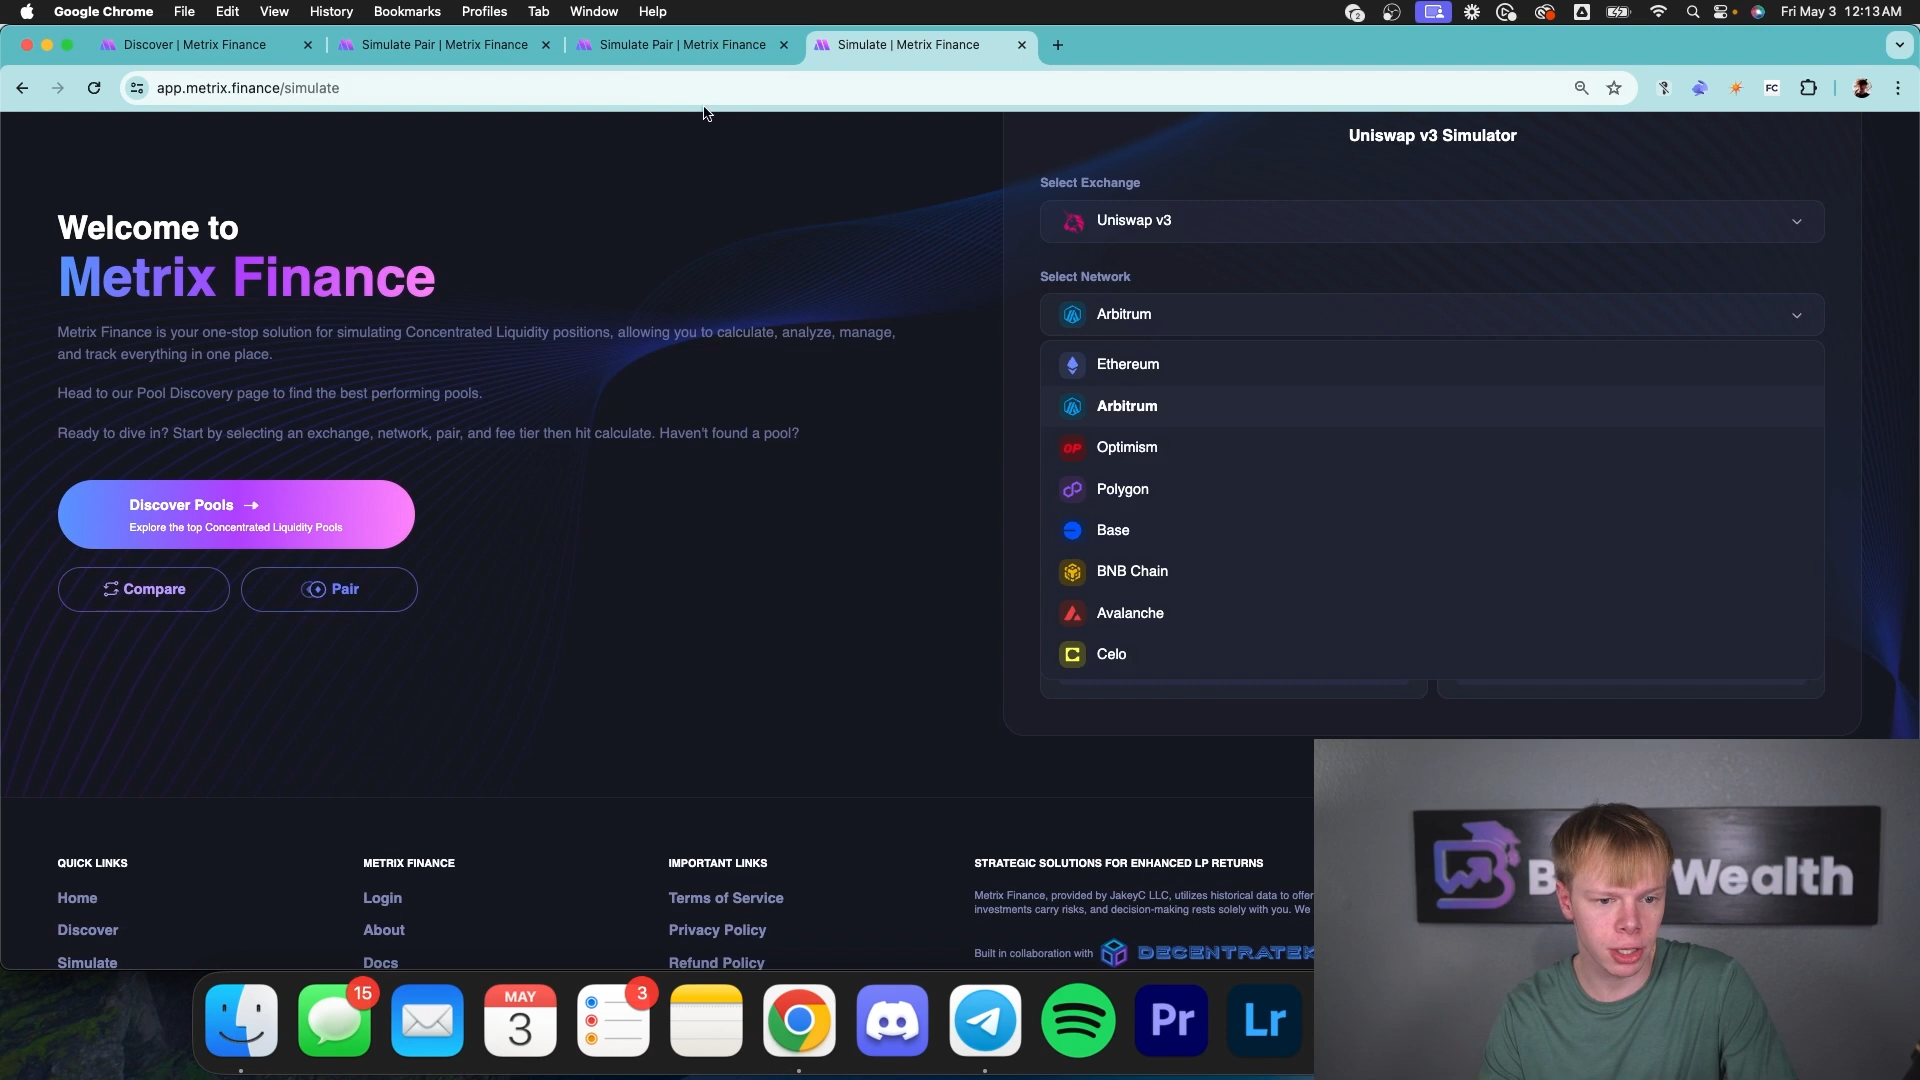 Google Chrome File Edit View History Bookmarks Profiles Tab Window Help
Fri May 3 12:13 AM
Discover | Metrix Finance
Simulate Pair | Metrix Finance
Simulate Pair | Metrix Finance
Simulate | Metrix Finance
app.metrix.finance/simulate
FC
Welcome to
Metrix Finance
Metrix Finance is your one-stop solution for simulating Concentrated Liquidity positions, allowing you to calculate, analyze, manage,
and track everything in one place.
Head to our Pool Discovery page to find the best performing pools.
Ready to dive in? Start by selecting an exchange, network, pair, and fee tier then hit calculate. Haven't found a pool?
Discover Pools →
Explore the top Concentrated Liquidity Pools
Compare
Pair
Uniswap v3 Simulator
Select Exchange
Uniswap v3
Select Network
Arbitrum
Ethereum
Arbitrum
OP Optimism
Polygon
Base
BNB Chain
Avalanche
Celo
QUICK LINKS
Home
Discover
Simulate
METRIX FINANCE
Login
About
Docs
IMPORTANT LINKS
Terms of Service
Privacy Policy
Refund Policy
STRATEGIC SOLUTIONS FOR ENHANCED LP RETURNS
Metrix Finance, provided by JakeyC LLC, utilizes historical data to offer
investments carry risks, and decision-making rests solely with you. We
Built in collaboration with
DECENTRATEK
Wealth
15
MAY
3
3
Pr
Lr